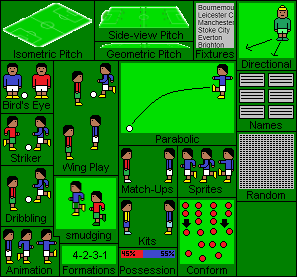 Isometric Pitch
Side-view Pitch
Geometric Pitch
Bournemou
Leicester C
Manchester
Stoke City
Everton
Brighton
Fixtures
Directional
Bird's Eye
Wing Play
Parabolic
Names
Striker
Match-Ups
Sprites
Random
Dribbling
smudging
Kits
Animation
4-2-3-1
Formations
45%
55%
Possession
Conform